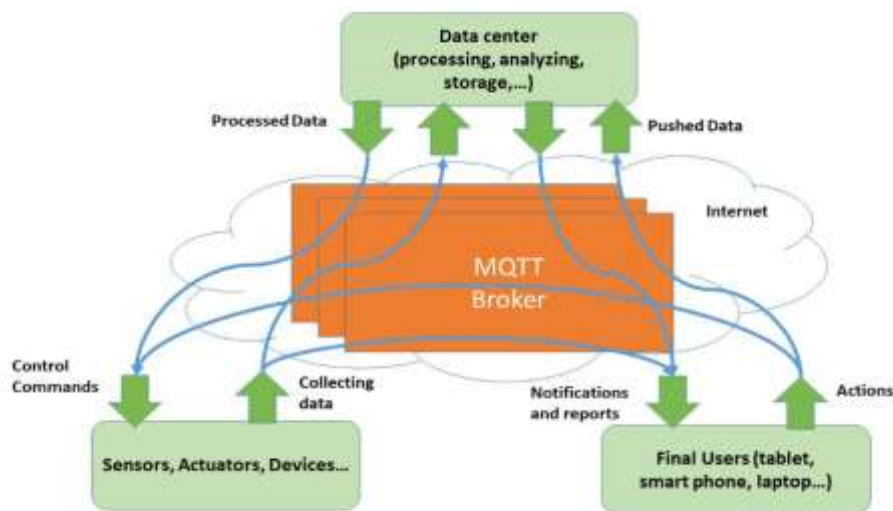 Data center
(processing, analyzing,
storage,...)
Processed Data
Pushed Data
Internet
MQTT
Broker
Control
Commands
Collecting
data
Notifications
and reports
Actions
Sensors, Actuators, Devices...
Final Users (tablet,
smart phone, laptop...)